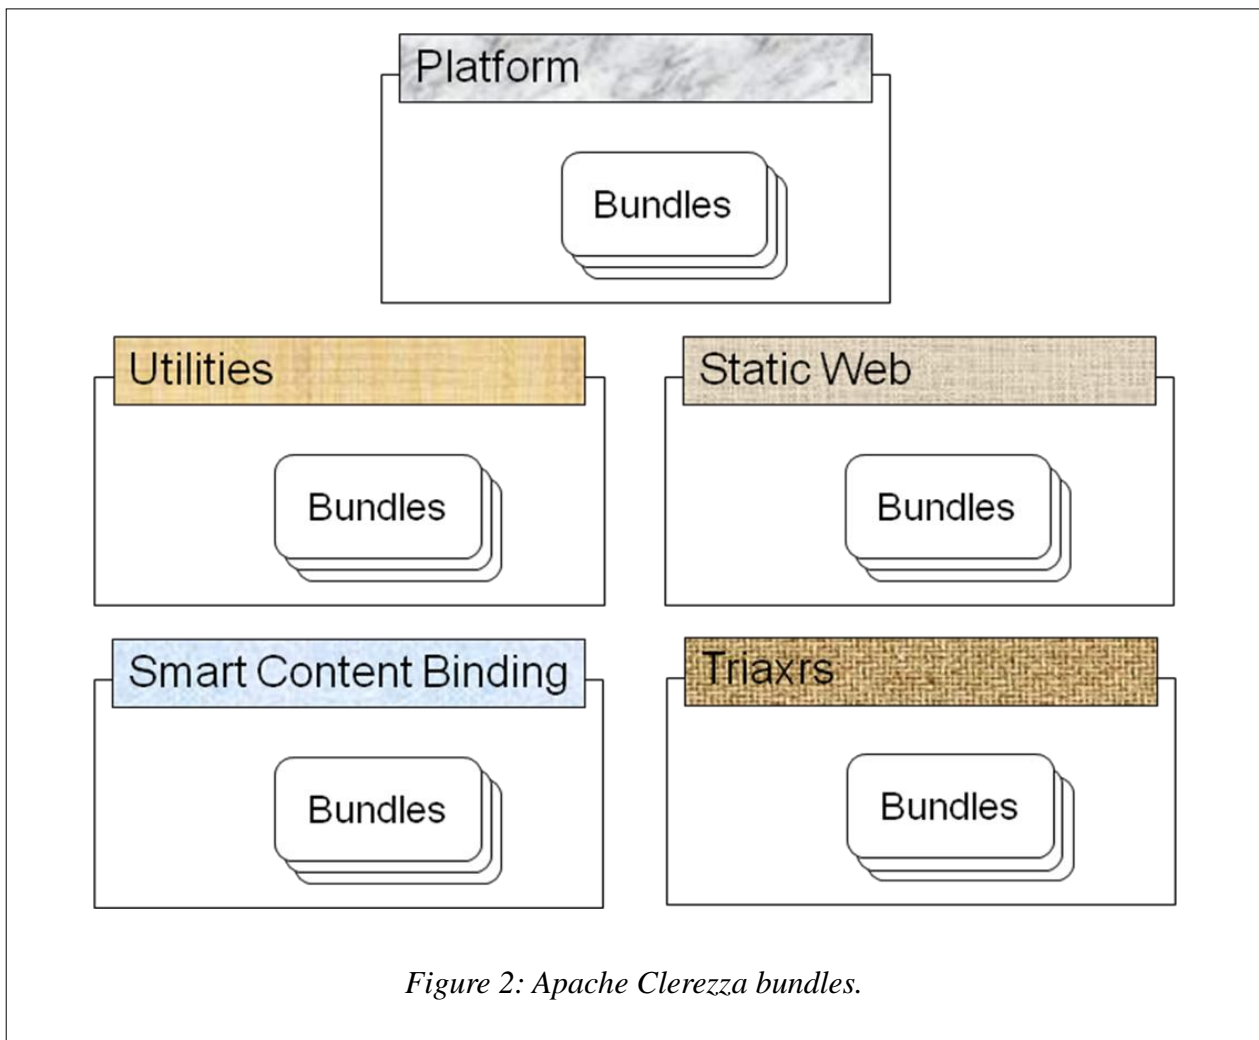 Platform
Bundles
Utilities
Static Web
Bundles
Bundles
Smart Content Binding
Triaxrs
Bundles
Bundles
Figure 2: Apache Clerezza bundles.